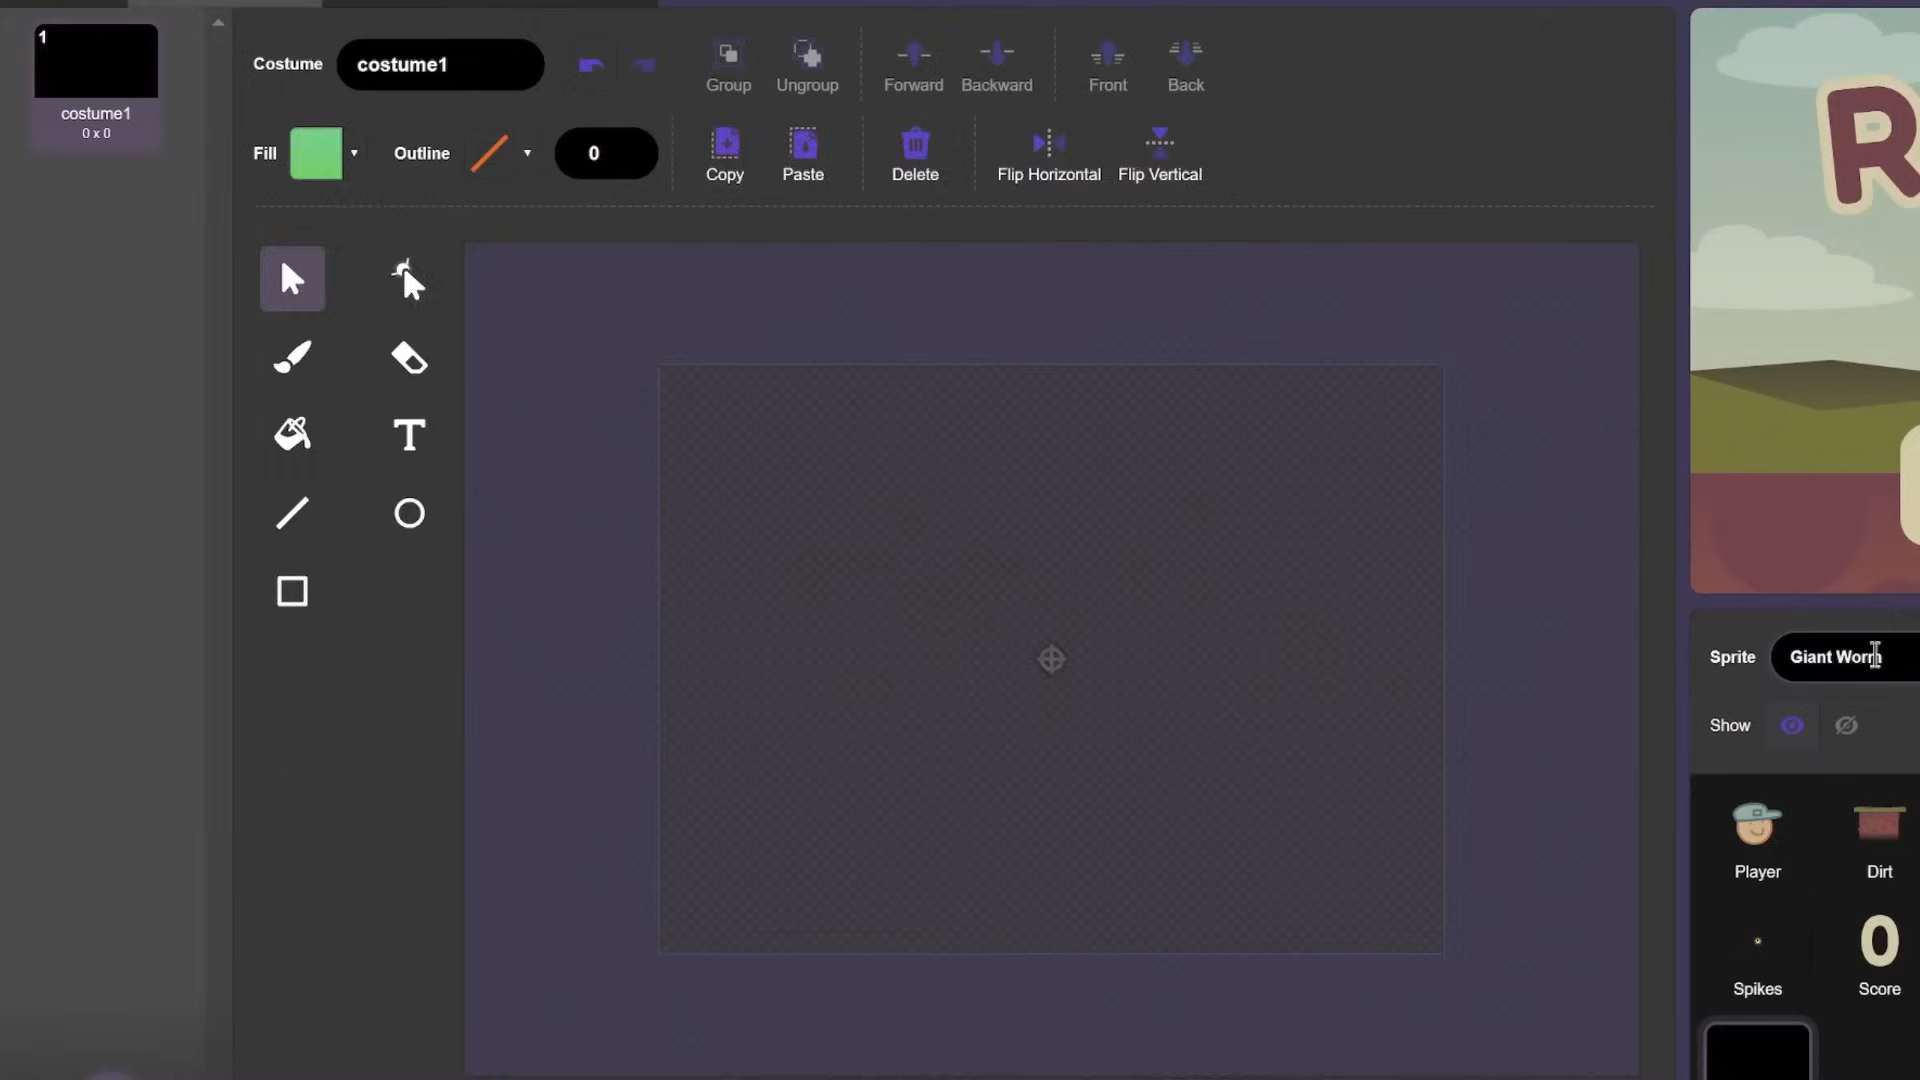 1
costume1
0 x 0
Costume
costume1
Group
Ungroup
Forward
Backward
Front
Back
Fill
Outline
0
Copy
Paste
Delete
Flip Horizontal
Flip Vertical
T
R
Sprite
Giant Worm
Show
Player
Dirt
0
Spikes
Score